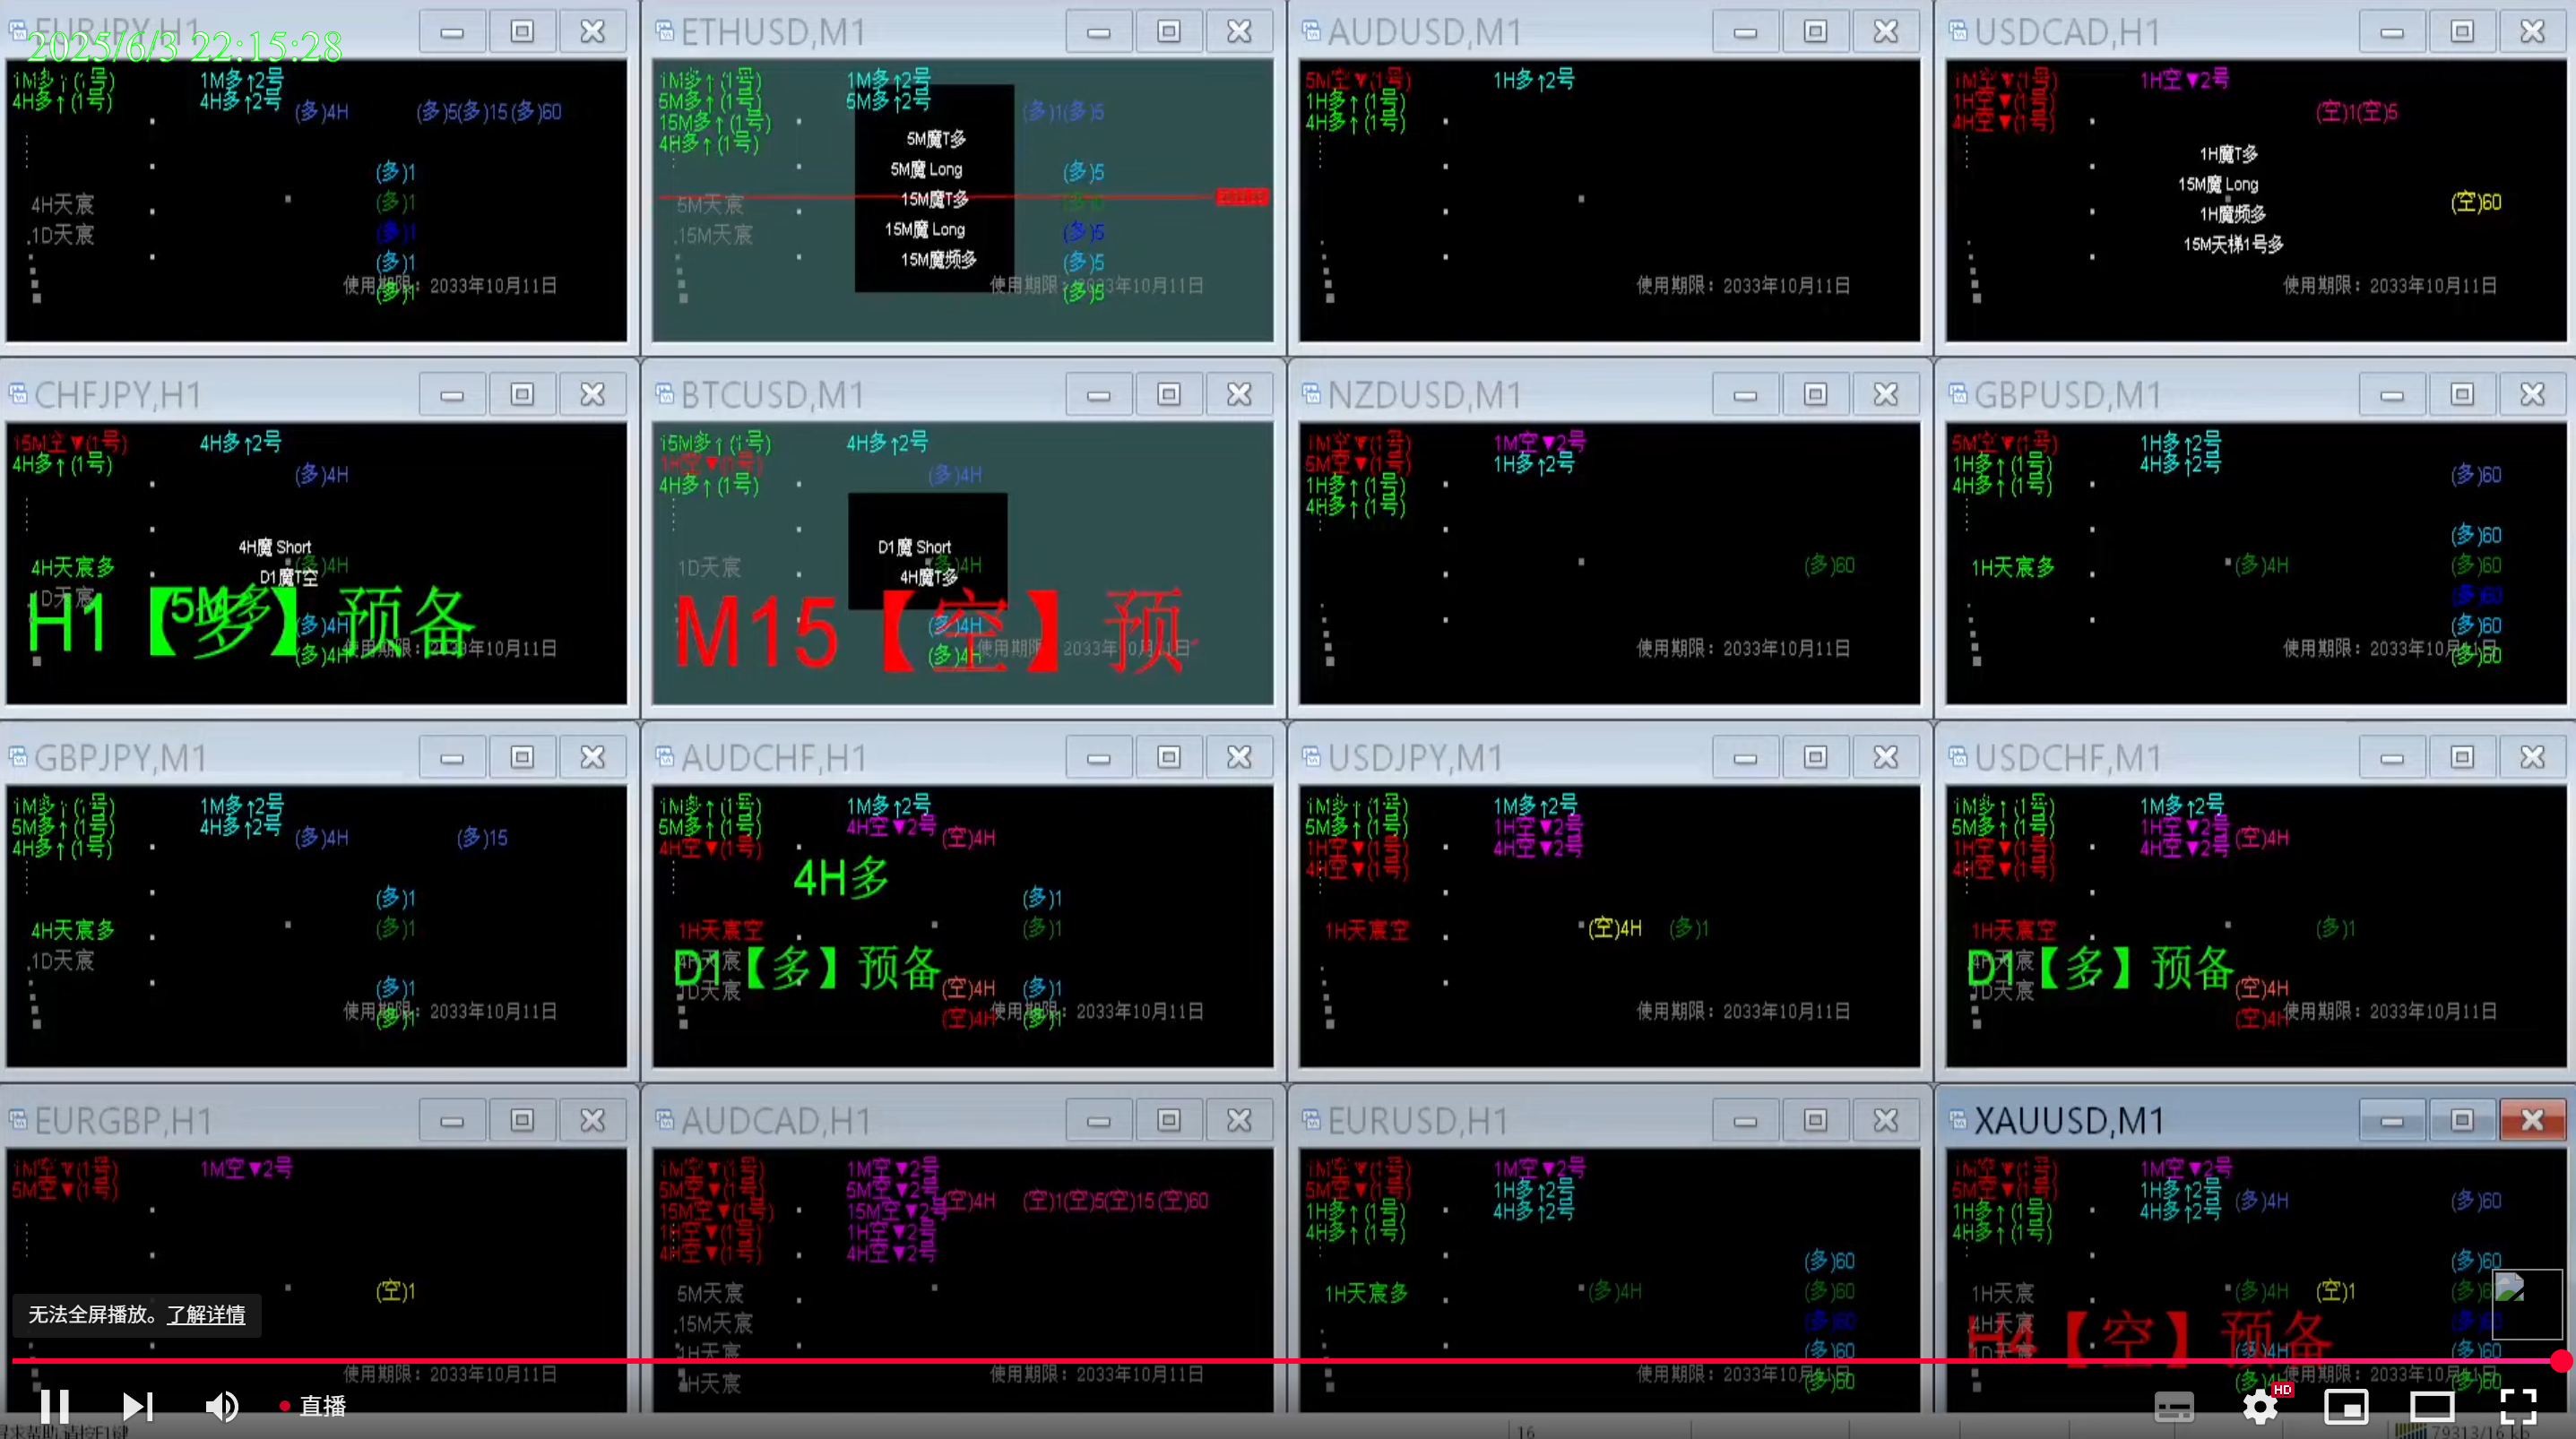 EURJPY,H1
2025/6/3 22:15:28
1M多↑(1号) 1M多↑2号
4H多↑(1号) 4H多↑2号
(多)4H (多)5(多)15(多)60
(多)1
4H天宸 (多)1
1D天宸 (多)1
(多)1
使用期限：2033年10月11日
(多)1
ETHUSD,M1
1M多↑(1号) 1M多↑2号
5M多↑(1号) 5M多↑2号
(多)1(多)5
15M多↑(1号)
4H多↑(1号)
5M魔T多
5M魔 Long (多)5
5M天宸 15M魔T多
15M天宸 15M魔 Long (多)5
15M魔频多 (多)5
使用期限：2033年10月11日
(多)5
AUDUSD,M1
5M空▼(1号) 1H多↑2号
1H多↑(1号)
4H多↑(1号)
使用期限：2033年10月11日
USDCAD,H1
1M空▼(1号) 1H空▼2号
1H空▼(1号) (空)1(空)5
4H空▼(1号)
1H魔T多
15M魔 Long
(空)60
1H魔频多
15M天梯1号多
使用期限：2033年10月11日
CHFJPY,H1
15M空▼(1号) 4H多↑2号
4H多↑(1号) (多)4H
4H魔 Short
4H天宸多 (多)4H
D1魔T空
1D天宸
5M多
H1【多】预备
(多)4H
使用期限：2033年10月11日
(多)4H
BTCUSD,M1
15M多↑(1号) 4H多↑2号
1H空▼(1号) (多)4H
4H多↑(1号)
D1魔 Short
1D天宸 (多)4H
4H魔T多
M15【空】预
(多)4H
使用期限：2033年10月11日
(多)4H
NZDUSD,M1
1M空▼(1号) 1M空▼2号
5M空▼(1号) 1H多↑2号
1H多↑(1号)
4H多↑(1号)
(多)60
使用期限：2033年10月11日
GBPUSD,M1
5M空▼(1号) 1H多↑2号
1H多↑(1号) 4H多↑2号
4H多↑(1号) (多)60
(多)60
1H天宸多 (多)4H (多)60
(多)60
(多)60
使用期限：2033年10月11日
(多)60
GBPJPY,M1
1M多↑(1号) 1M多↑2号
5M多↑(1号) 4H多↑2号
4H多↑(1号) (多)4H (多)15
(多)1
4H天宸多 (多)1
1D天宸
(多)1
使用期限：2033年10月11日
(多)1
AUDCHF,H1
1M多↑(1号) 1M多↑2号
5M多↑(1号) 4H空▼2号
4H空▼(1号) (空)4H
4H多
(多)1
1H天宸空 (多)1
4H天宸
D1【多】预备
1D天宸 (空)4H (多)1
使用期限：2033年10月11日
(空)4H (多)1
USDJPY,M1
1M多↑(1号) 1M多↑2号
5M多↑(1号) 1H空▼2号
1H空▼(1号) 4H空▼2号
4H空▼(1号)
1H天宸空 (空)4H (多)1
使用期限：2033年10月11日
USDCHF,M1
1M多↑(1号) 1M多↑2号
5M多↑(1号) 1H空▼2号
1H空▼(1号) 4H空▼2号 (空)4H
4H空▼(1号)
1H天宸空 (多)1
4H天宸
D1【多】预备
1D天宸 (空)4H
使用期限：2033年10月11日
(空)4H
EURGBP,H1
1M空▼(1号) 1M空▼2号
5M空▼(1号)
(空)1
使用期限：2033年10月11日
AUDCAD,H1
1M空▼(1号) 1M空▼2号
5M空▼(1号) 5M空▼2号
15M空▼(1号) 15M空▼2号
(空)4H (空)1(空)5(空)15(空)60
1H空▼(1号) 1H空▼2号
4H空▼(1号) 4H空▼2号
5M天宸
15M天宸
1H天宸
使用期限：2033年10月11日
4H天宸
EURUSD,H1
1M空▼(1号) 1M空▼2号
5M空▼(1号) 1H多↑2号
1H多↑(1号) 4H多↑2号
4H多↑(1号)
(多)60
1H天宸多 (多)4H (多)60
(多)60
(多)60
使用期限：2033年10月11日
(多)60
XAUUSD,M1
1M空▼(1号) 1M空▼2号
5M空▼(1号) 1H多↑2号
1H多↑(1号) 4H多↑2号 (多)4H (多)60
4H多↑(1号)
(多)60
1H天宸 (多)4H (空)1
4H天宸
H4【空】预备
1D天宸 (多)4H (多)60
使用期限：2033年10月11日
(多)4H (多)60
无法全屏播放。了解详情
直播
HD
16
79313/16 kb